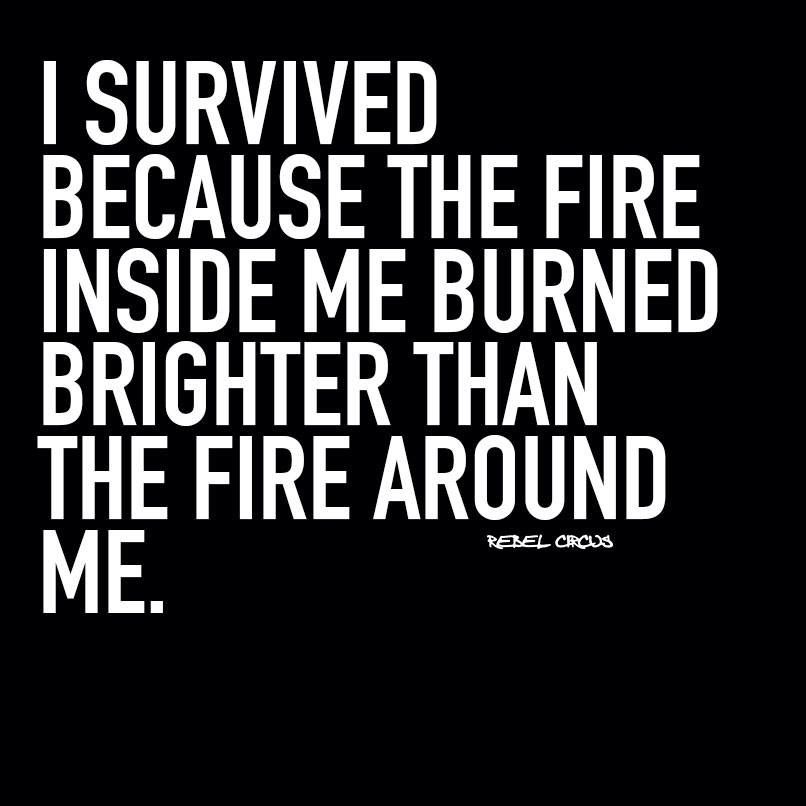 I SURVIVED
BECAUSE THE FIRE
INSIDE ME BURNED
BRIGHTER THAN
THE FIRE AROUND
ME.
REBEL CIRCUS